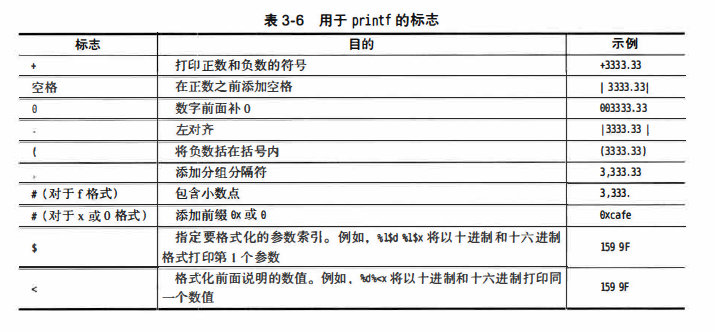 表 3-6 用于 printf 的标志
标志 目的 示例
+ 打印正数和负数的符号 +3333.33
空格 在正数之前添加空格 | 3333.33|
0 数字前面补 0 003333.33
- 左对齐 |3333.33 |
( 将负数括在括号内 (3333.33)
, 添加分组分隔符 3,333.33
# (对于 f 格式) 包含小数点 3,333.
# (对于 x 或 0 格式) 添加前缀 0x 或 0 0xcafe
$ 指定要格式化的参数索引。例如，%1$d %1$x 将以十进制和十六进制 159 9F
格式打印第 1 个参数
< 格式化前面说明的数值。例如，%d%<x 将以十进制和十六进制打印同 159 9F
一个数值